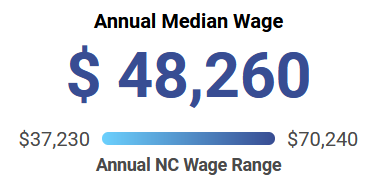 Annual Median Wage
$ 48,260
$37,230 $70,240
Annual NC Wage Range